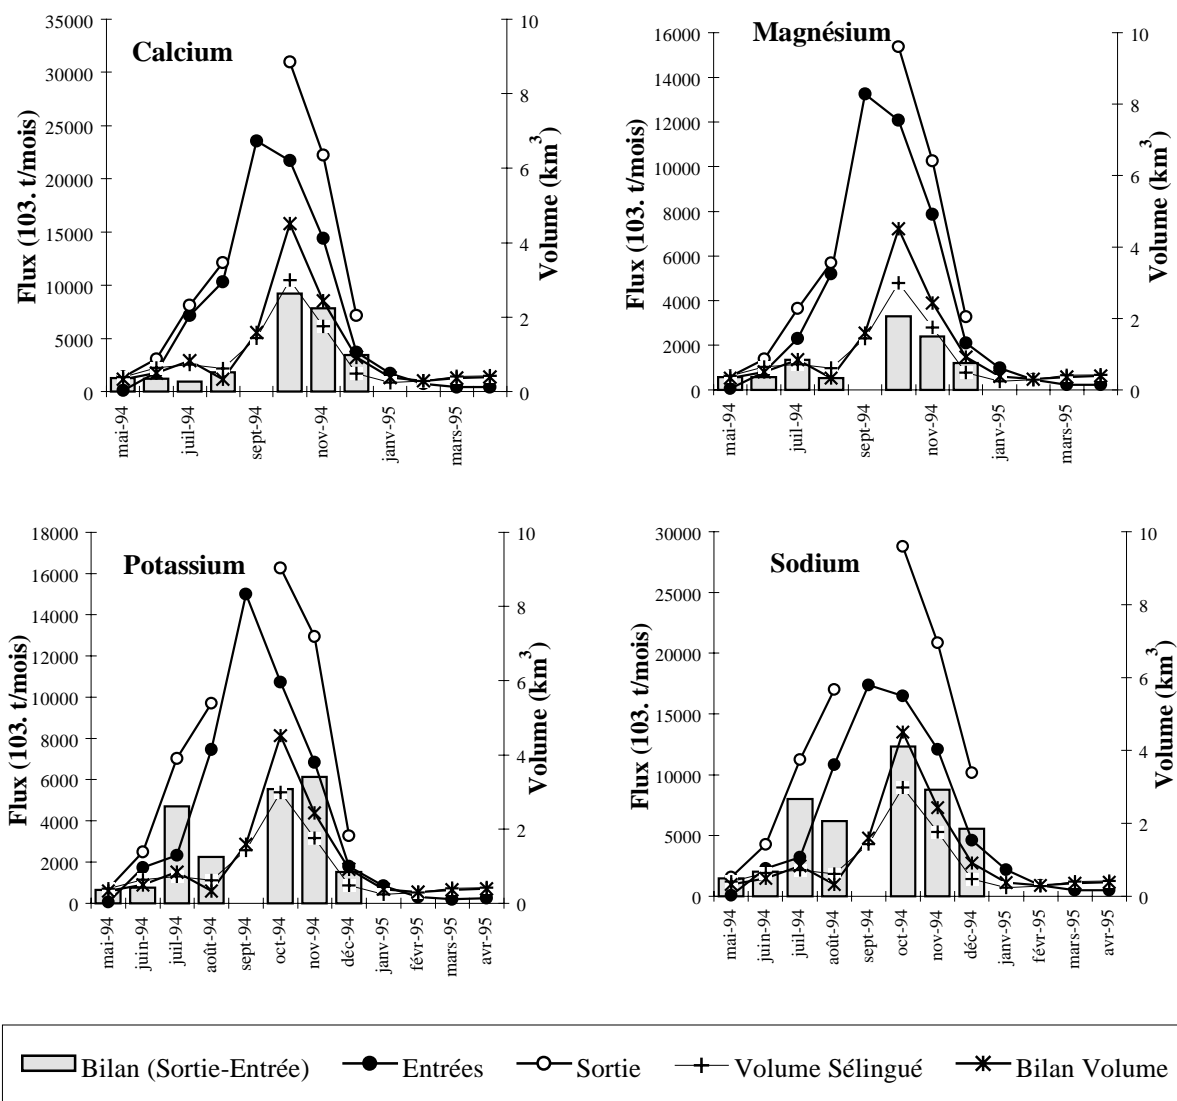 Calcium
Flux (103. t/mois)
35000
30000
25000
20000
15000
10000
5000
0
10
8
6
4
2
0
Volume (km³)
mai-94
juil-94
sept-94
nov-94
janv-95
mars-95
Magnésium
Flux (103. t/mois)
16000
14000
12000
10000
8000
6000
4000
2000
0
10
8
6
4
2
0
Volume (km³)
mai-94
juil-94
sept-94
nov-94
janv-95
mars-95
Potassium
Flux (103. t/mois)
18000
16000
14000
12000
10000
8000
6000
4000
2000
0
10
8
6
4
2
0
Volume (km³)
mai-94
juin-94
juil-94
août-94
sept-94
oct-94
nov-94
déc-94
janv-95
févr-95
mars-95
avr-95
Sodium
Flux (103. t/mois)
30000
25000
20000
15000
10000
5000
0
10
8
6
4
2
0
Volume (km³)
mai-94
juin-94
juil-94
août-94
sept-94
oct-94
nov-94
déc-94
janv-95
févr-95
mars-95
avr-95
Bilan (Sortie-Entrée) Entrées Sortie Volume Sélingué Bilan Volume